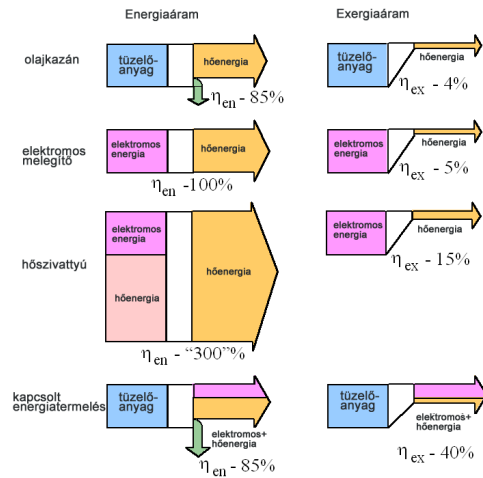 Energiaáram
Exergiaáram
olajkazán
tüzelő-
anyag
hőenergia
η en - 85%
tüzelő-
anyag
hőenergia
η ex - 4%
elektromos
melegítő
elektromos
energia
hőenergia
η en -100%
elektromos
energia
hőenergia
η ex - 5%
hőszivattyú
elektromos
energia
hőenergia
hőenergia
η en - “300”%
elektromos
energia
hőenergia
η ex - 15%
kapcsolt
energiatermelés
tüzelő-
anyag
elektromos+
hőenergia
η en - 85%
tüzelő-
anyag
elektromos+
hőenergia
η ex - 40%